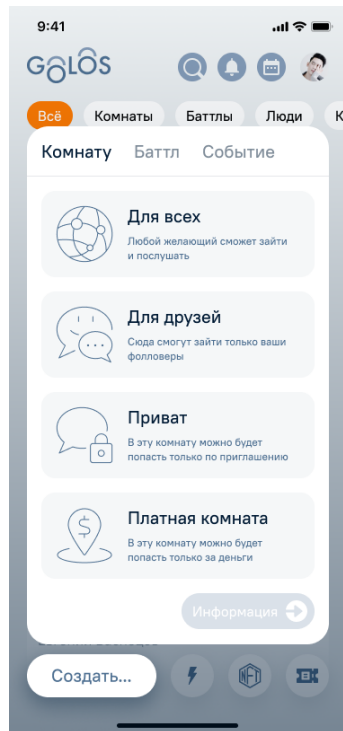 9:41
GOLOS
Всё Комнаты Баттлы Люди К
Комнату Баттл Событие
Для всех
Любой желающий сможет зайти
и послушать
Для друзей
Сюда смогут зайти только ваши
фолловеры
Приват
В эту комнату можно будет
попасть только по приглашению
Платная комната
В эту комнату можно будет
попасть только за деньги
Информация
Создать...
NFT